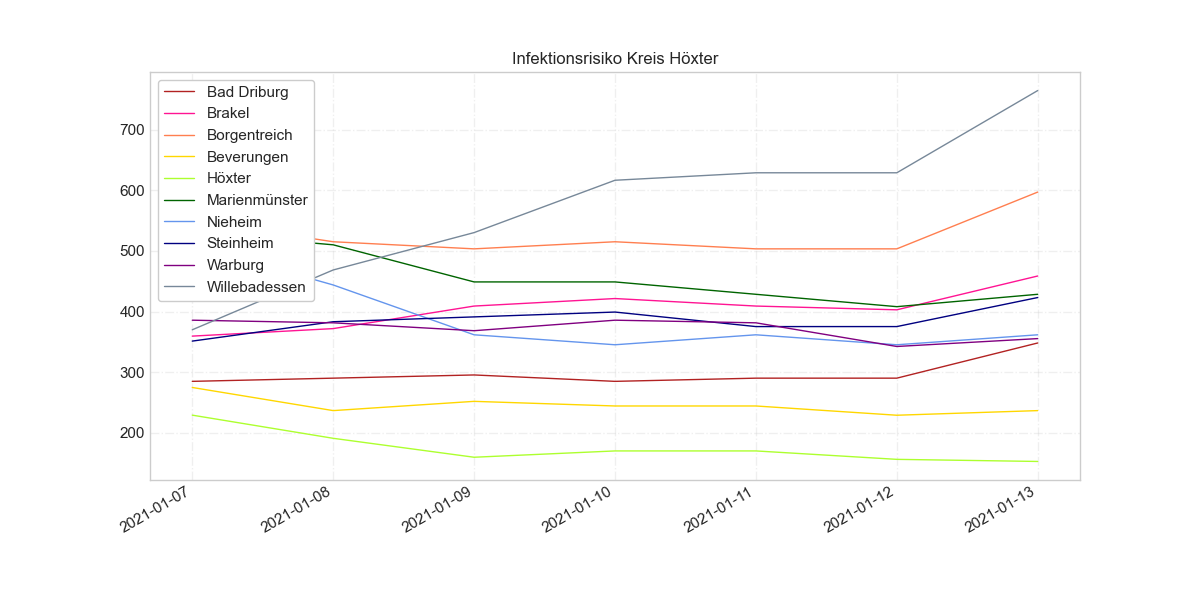 Infektionsrisiko Kreis Höxter
Bad Driburg
Brakel
Borgentreich
Beverungen
Höxter
Marienmünster
Nieheim
Steinheim
Warburg
Willebadessen
700
600
500
400
300
200
2021-01-07
2021-01-08
2021-01-09
2021-01-10
2021-01-11
2021-01-12
2021-01-13